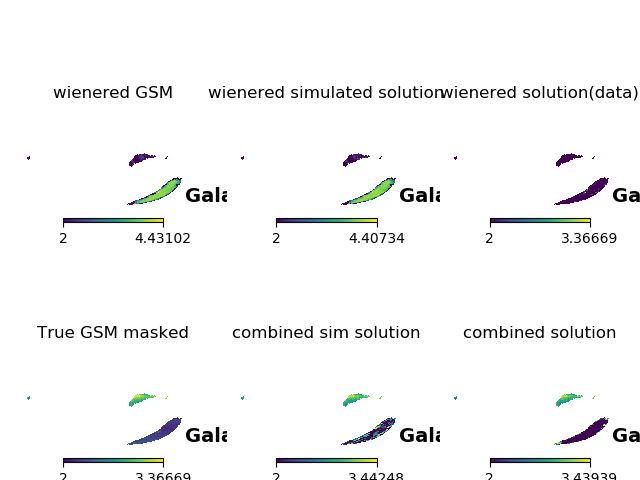 wienered GSM
wienered simulated solution
wienered solution(data)
Gala
Gala
Ga
2 4.43102
2 4.40734
2 3.36669
True GSM masked
combined sim solution
combined solution
Gala
Gala
Ga
2 3.36669
2 3.44248
2 3.43939